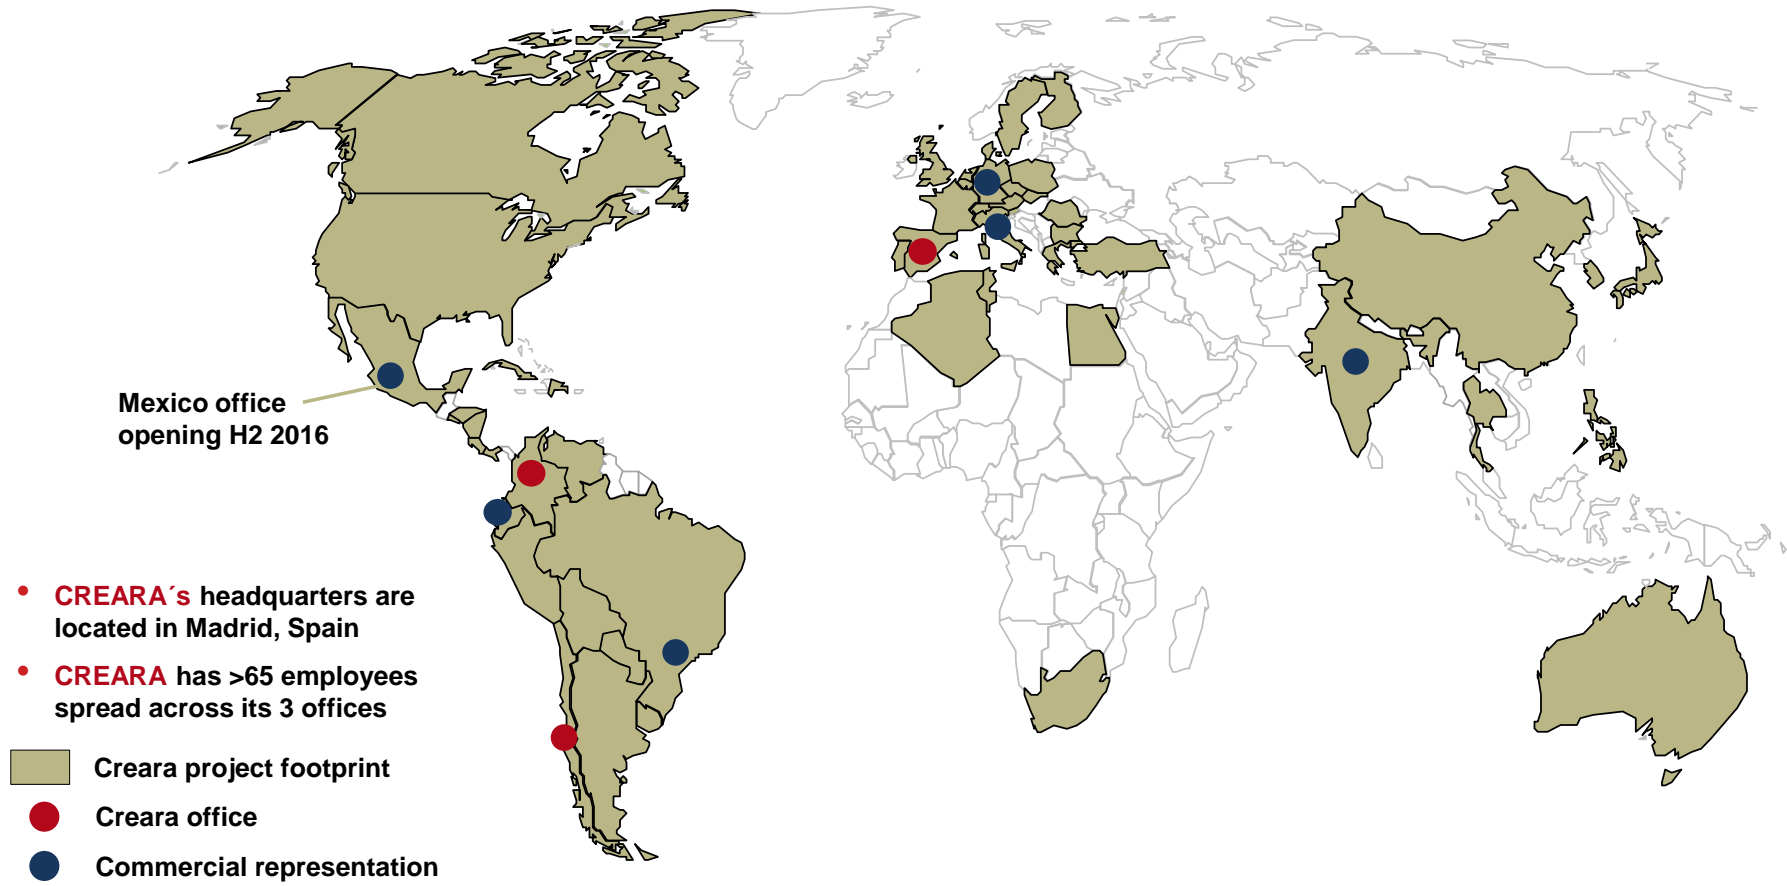 Mexico office
opening H2 2016
• CREARA´s headquarters are
located in Madrid, Spain
• CREARA has >65 employees
spread across its 3 offices
Creara project footprint
Creara office
Commercial representation